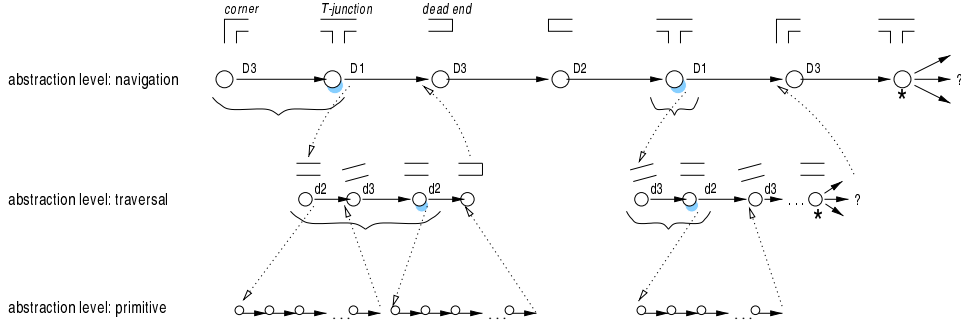 corner T-junction dead end
D3 D1 D3 D2 D1 D3
abstraction level: navigation * ?
d2 d3 d2 d3 d2 d3
abstraction level: traversal ... * ?
abstraction level: primitive ... ... ...